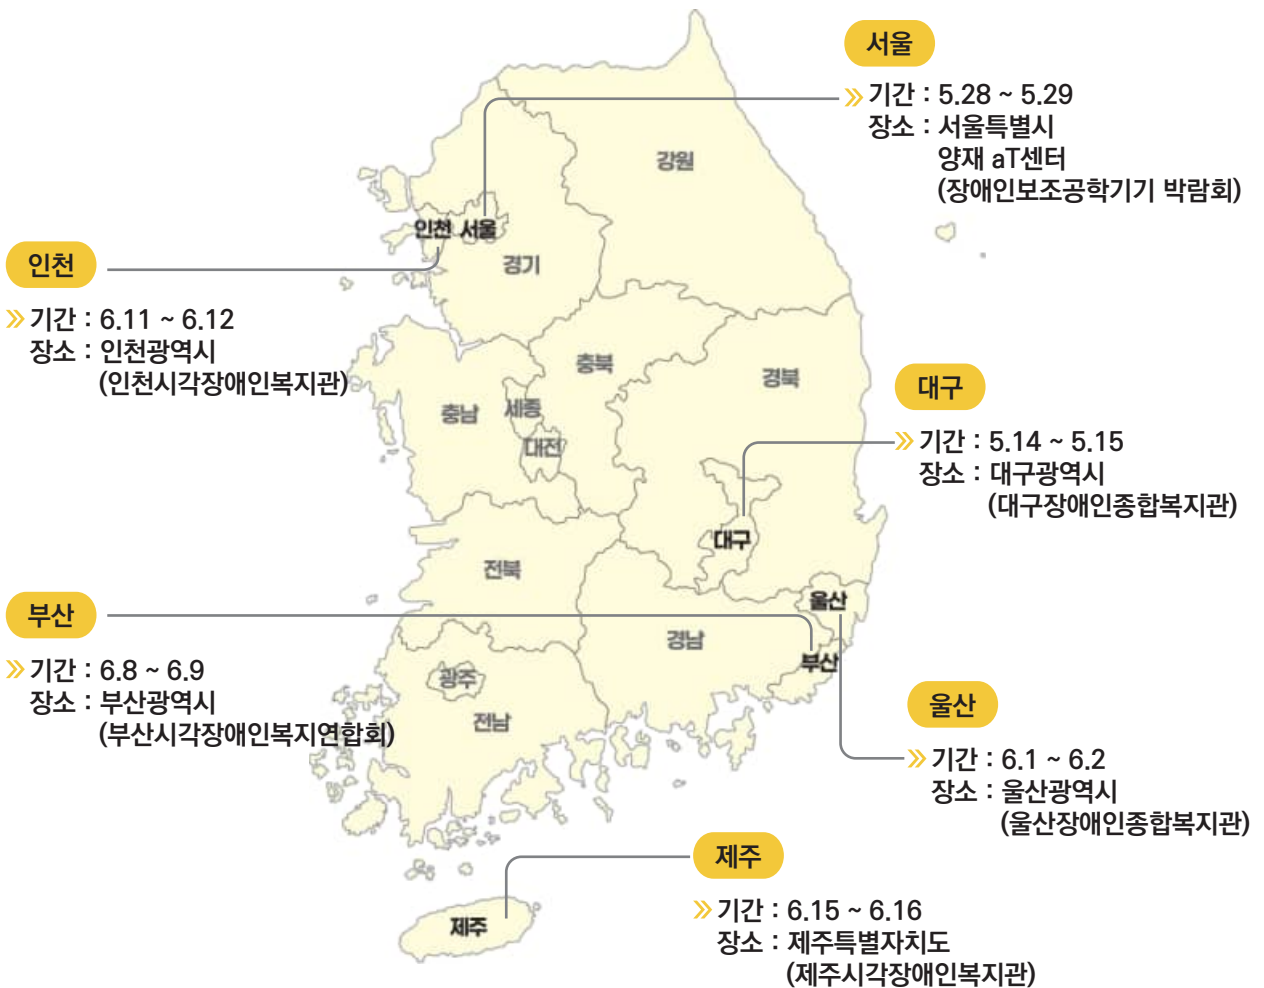 서울
기간 : 5.28 ~ 5.29
장소 : 서울특별시
양재 aT센터
(장애인보조공학기기 박람회)
강원
인천 서울
경기
인천
기간 : 6.11 ~ 6.12
장소 : 인천광역시
(인천시각장애인복지관)
충북
경북
충남
세종
대전
대구
기간 : 5.14 ~ 5.15
장소 : 대구광역시
(대구장애인종합복지관)
대구
전북
울산
경남
부산
부산
기간 : 6.8 ~ 6.9
장소 : 부산광역시
(부산시각장애인복지연합회)
광주
전남
울산
기간 : 6.1 ~ 6.2
장소 : 울산광역시
(울산장애인종합복지관)
제주
기간 : 6.15 ~ 6.16
장소 : 제주특별자치도
(제주시각장애인복지관)
제주